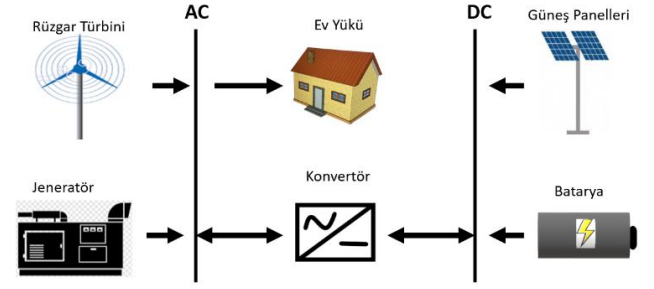 AC
DC
Rüzgar Türbini
Ev Yükü
Güneş Panelleri
Jeneratör
Konvertör
Batarya